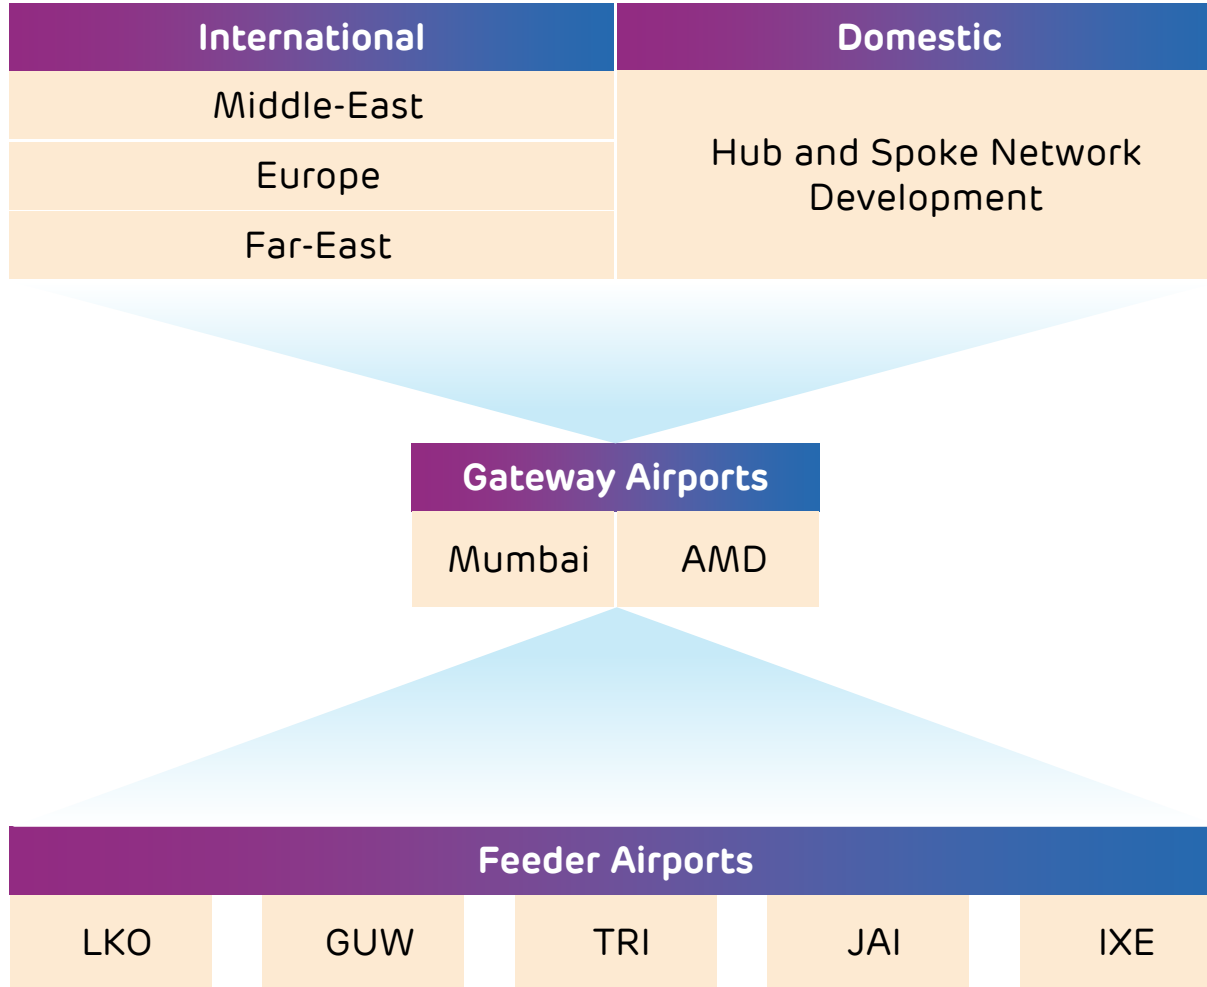 International
Domestic
Middle-East
Europe
Far-East
Hub and Spoke Network
Development
Gateway Airports
Mumbai
AMD
Feeder Airports
LKO
GUW
TRI
JAI
IXE